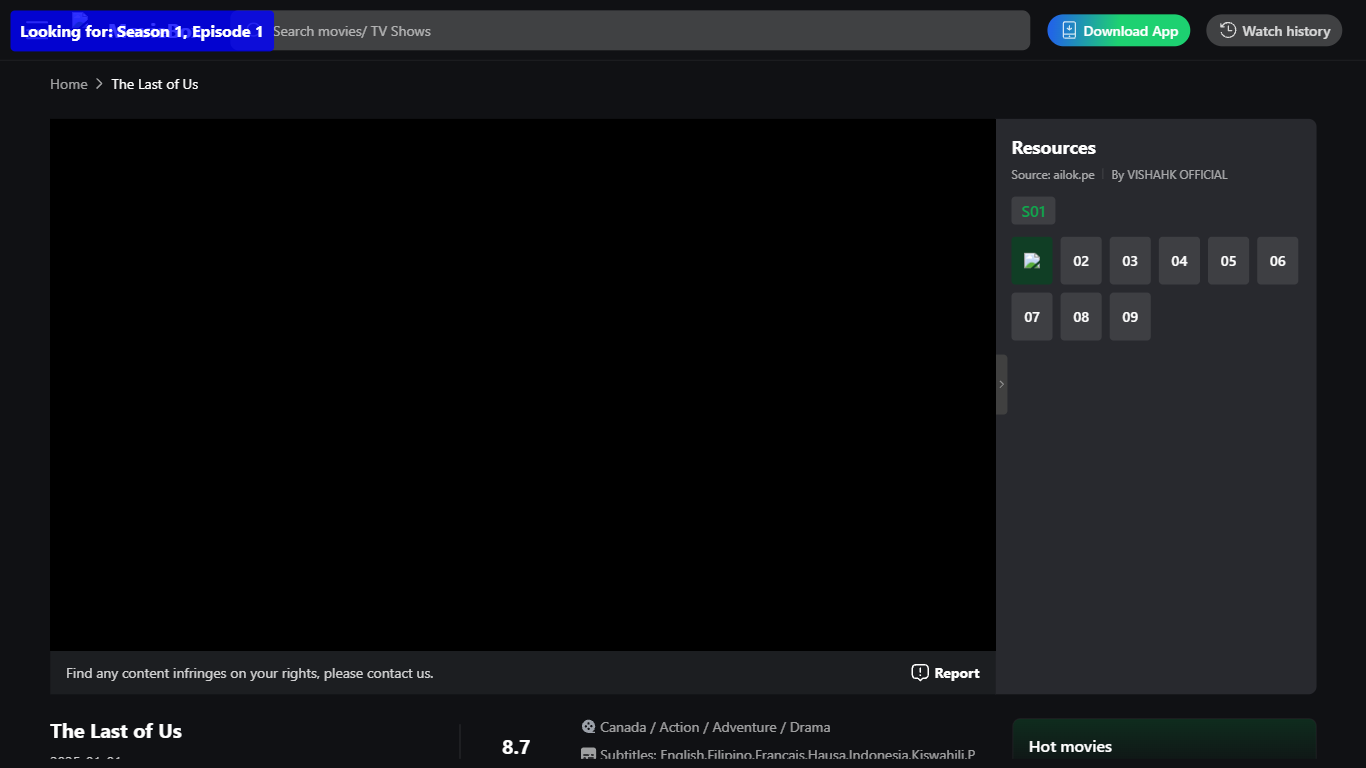 Looking for: Season 1, Episode 1
Search movies/ TV Shows
Download App
Watch history
Home > The Last of Us
Resources
Source: ailok.pe | By VISHAHK OFFICIAL
S01
02 03 04 05 06
07 08 09
Find any content infringes on your rights, please contact us.
Report
The Last of Us
8.7
Canada / Action / Adventure / Drama
Subtitles: English,Filipino,Français,Hausa,Indonesia,Kiswahili,P
Hot movies